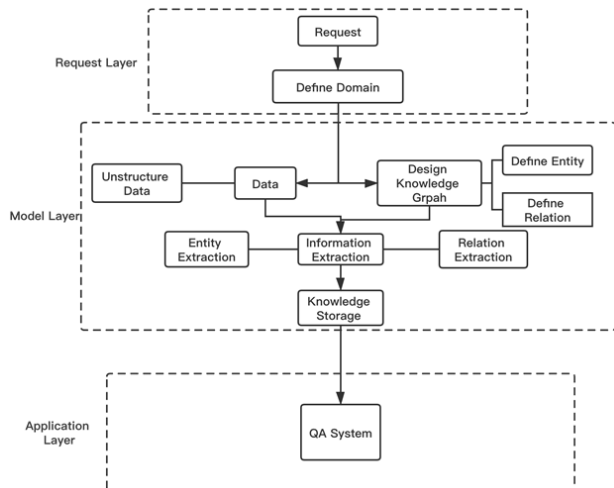 Request
Request Layer
Define Domain
Unstructure
Data
Data
Design
Knowledge
Grpah
Define Entity
Define
Relation
Model Layer
Entity
Extraction
Information
Extraction
Relation
Extraction
Knowledge
Storage
Application
Layer
QA System